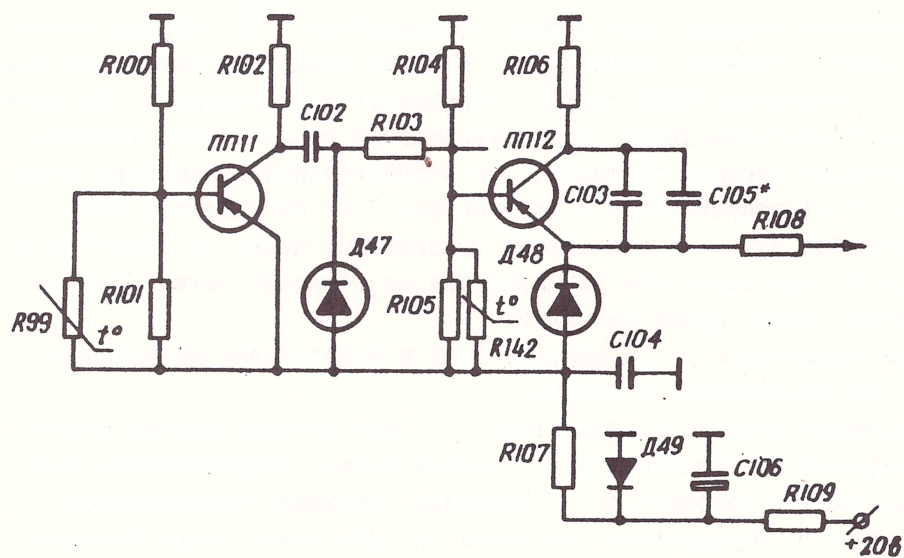 R100
R102
R104
R106
C102
R103
ПП11
ПП12
C103
C105*
R108
Д47
Д48
R99
t°
R101
R105
t°
R142
C104
R107
Д49
C106
R109
+20в